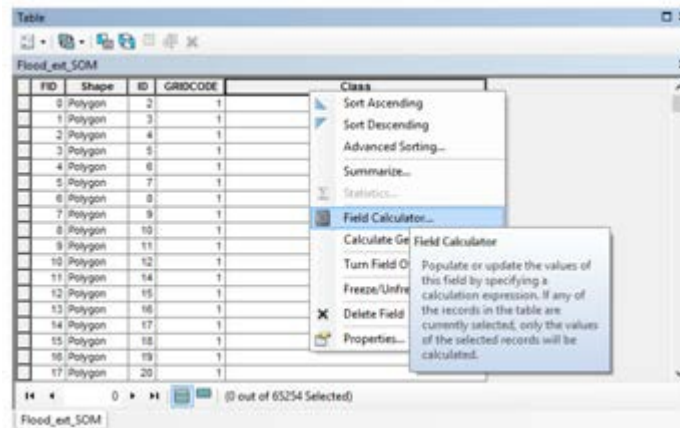 Table
Flood_ext_SOM
FID Shape ID GRIDCODE Class
0 Polygon 2 1
1 Polygon 3 1
2 Polygon 4 1
3 Polygon 5 1
4 Polygon 6 1
5 Polygon 7 1
6 Polygon 8 1
7 Polygon 9 1
8 Polygon 10 1
9 Polygon 11 1
10 Polygon 12 1
11 Polygon 14 1
12 Polygon 15 1
13 Polygon 16 1
14 Polygon 17 1
15 Polygon 18 1
16 Polygon 19 1
17 Polygon 20 1
Sort Ascending
Sort Descending
Advanced Sorting...
Summarize...
Statistics...
Field Calculator...
Calculate Ge
Turn Field O
Freeze/Unfre
Delete Field
Properties...
Field Calculator
Populate or update the values of
this field by specifying a
calculation expression. If any of
the records in the table are
currently selected, only the values
of the selected records will be
calculated.
0 (0 out of 65254 Selected)
Flood_ext_SOM